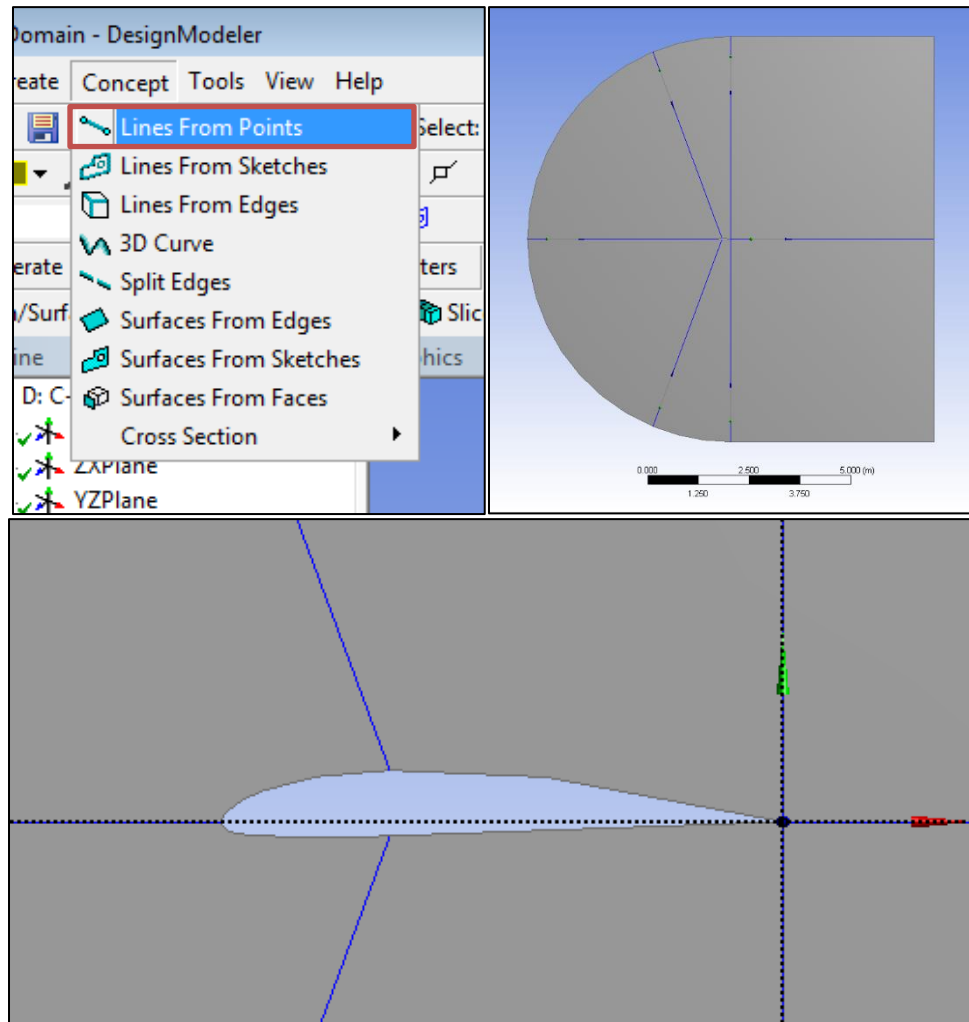 Domain - DesignModeler
reate Concept Tools View Help
Lines From Points
Select:
Lines From Sketches
Lines From Edges
3D Curve
erate
ters
Split Edges
/Surf
Surfaces From Edges
Slic
Surfaces From Sketches
ine
hics
D: C-
Surfaces From Faces
Cross Section
ZXPlane
YZPlane
0.000
2.500
5.000 (m)
1.250
3.750